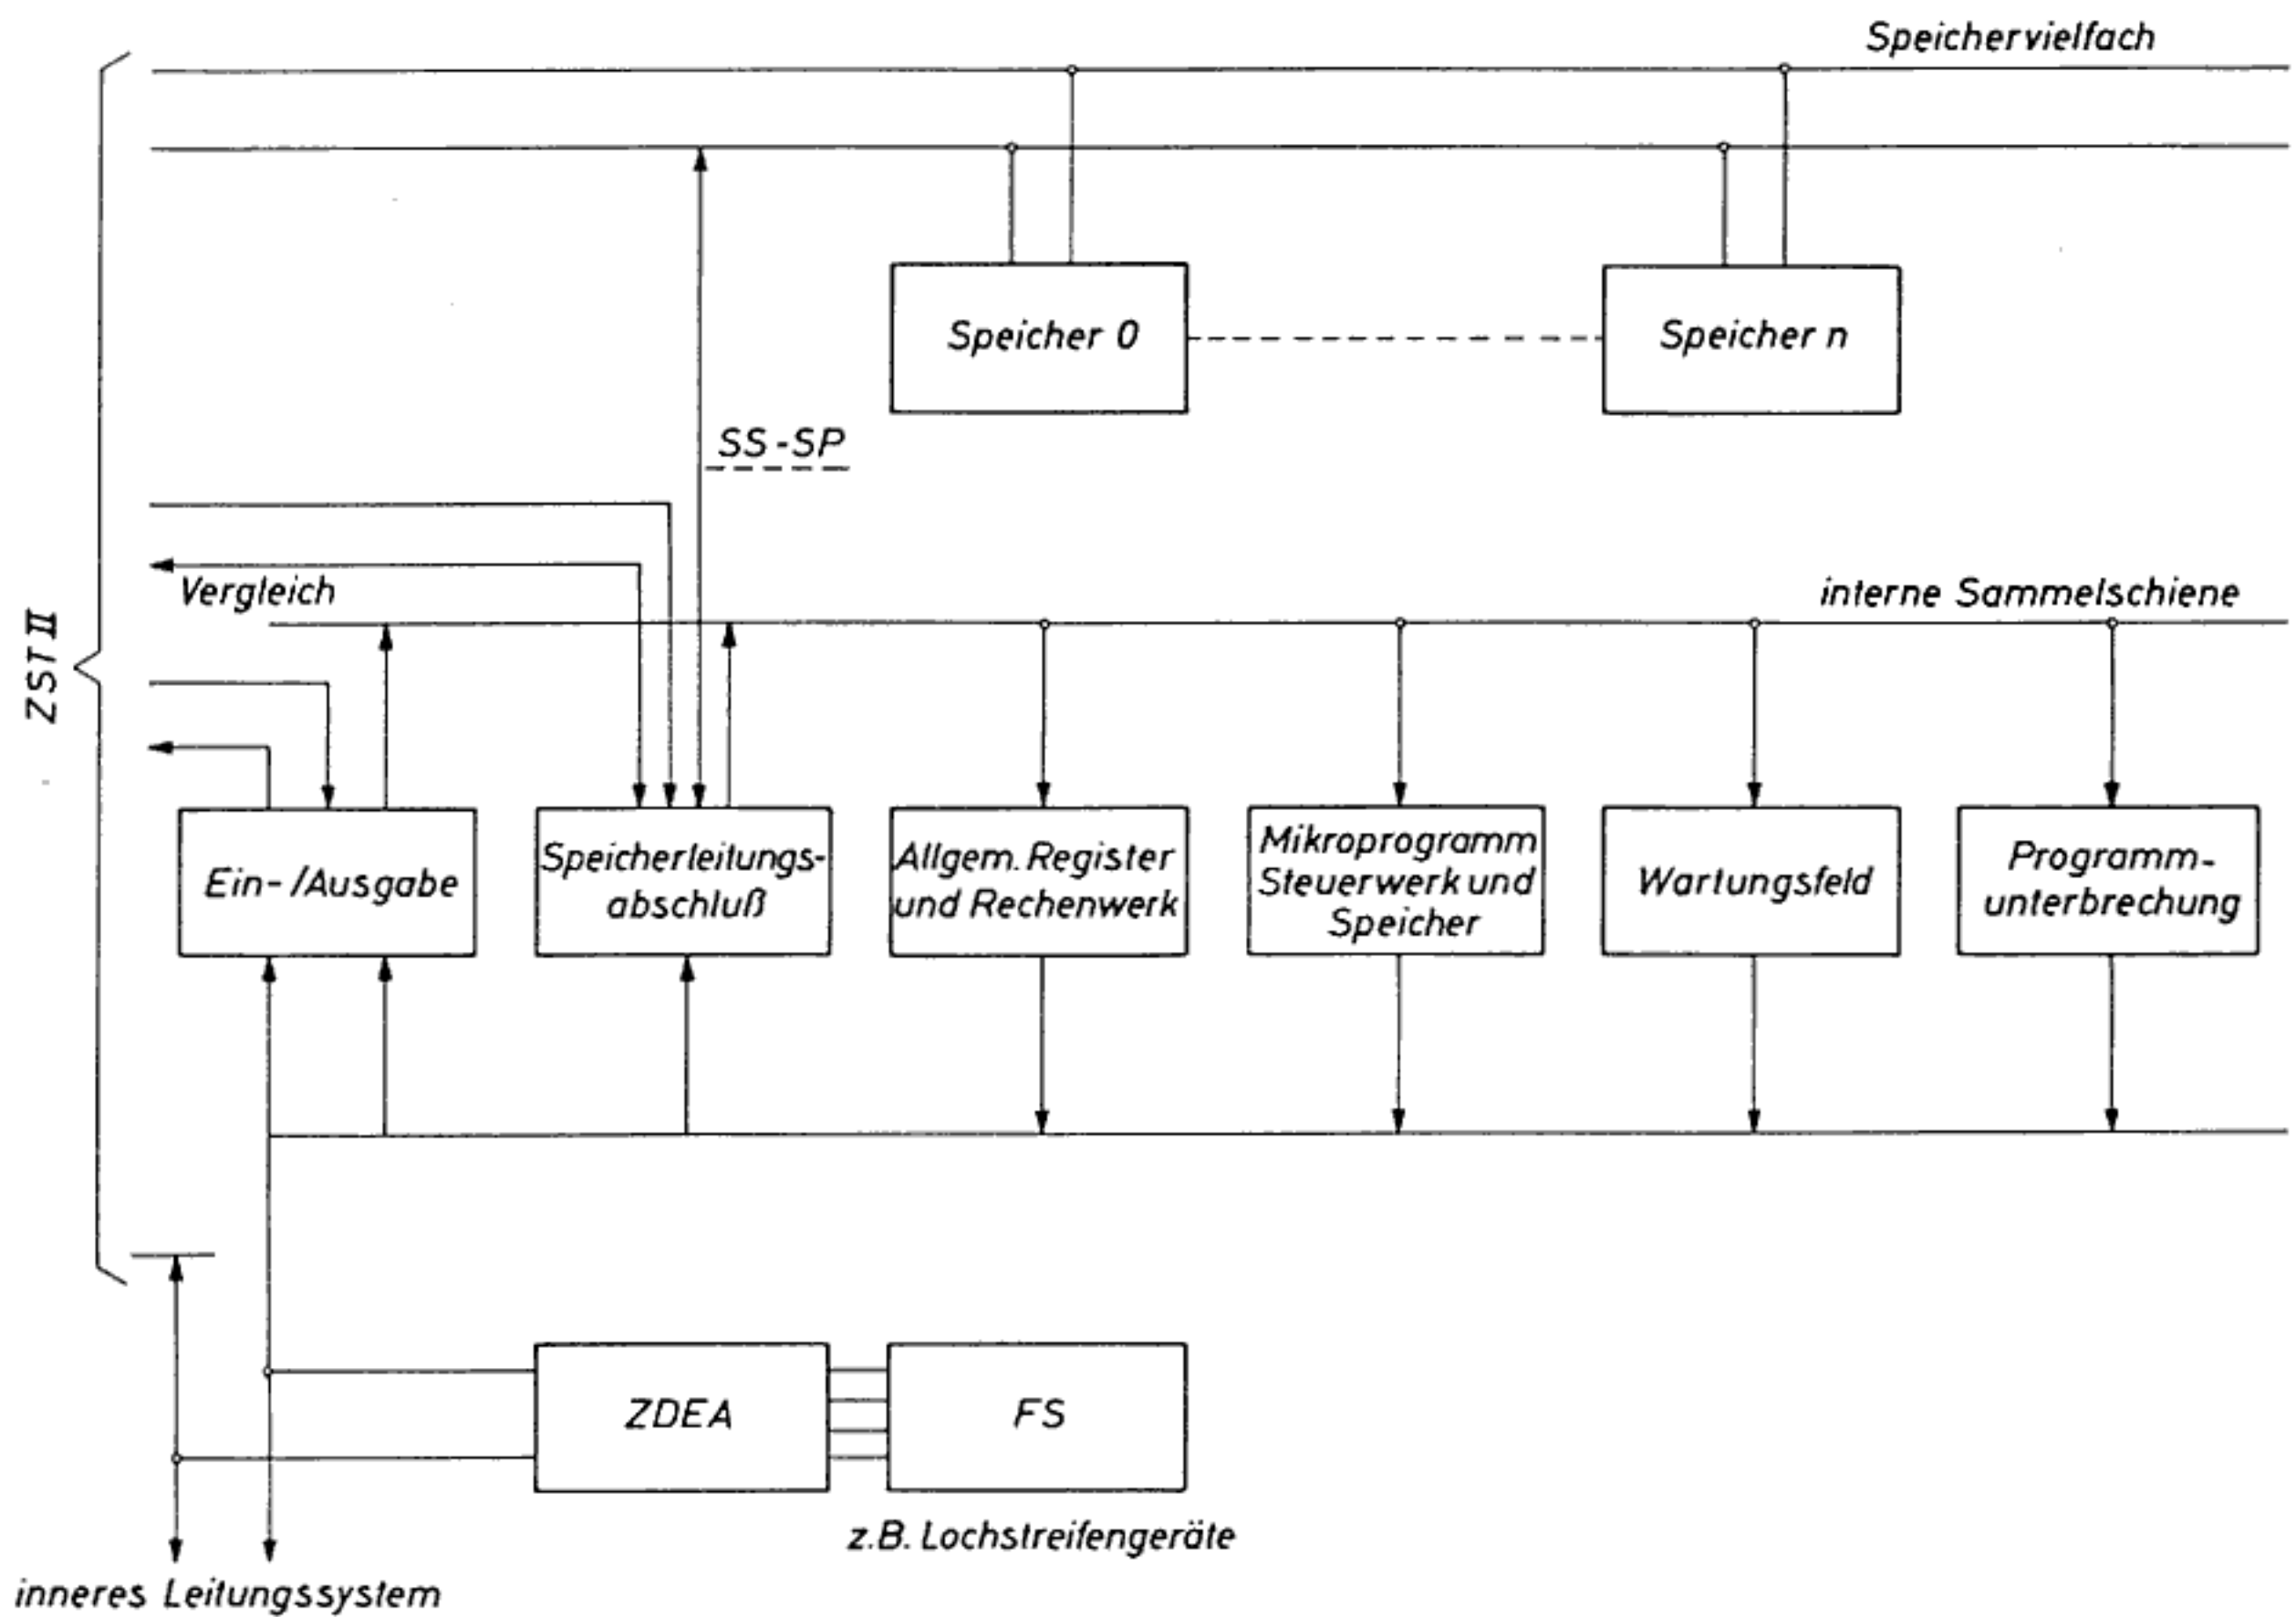 Speichervielfach
Speicher 0
Speicher n
SS-SP
Vergleich
interne Sammelschiene
ZST II
Ein-/Ausgabe
Speicherleitungs-
abschluß
Allgem. Register
und Rechenwerk
Mikroprogramm
Steuerwerk und
Speicher
Wartungsfeld
Programm-
unterbrechung
ZDEA
FS
z.B. Lochstreifengeräte
inneres Leitungssystem